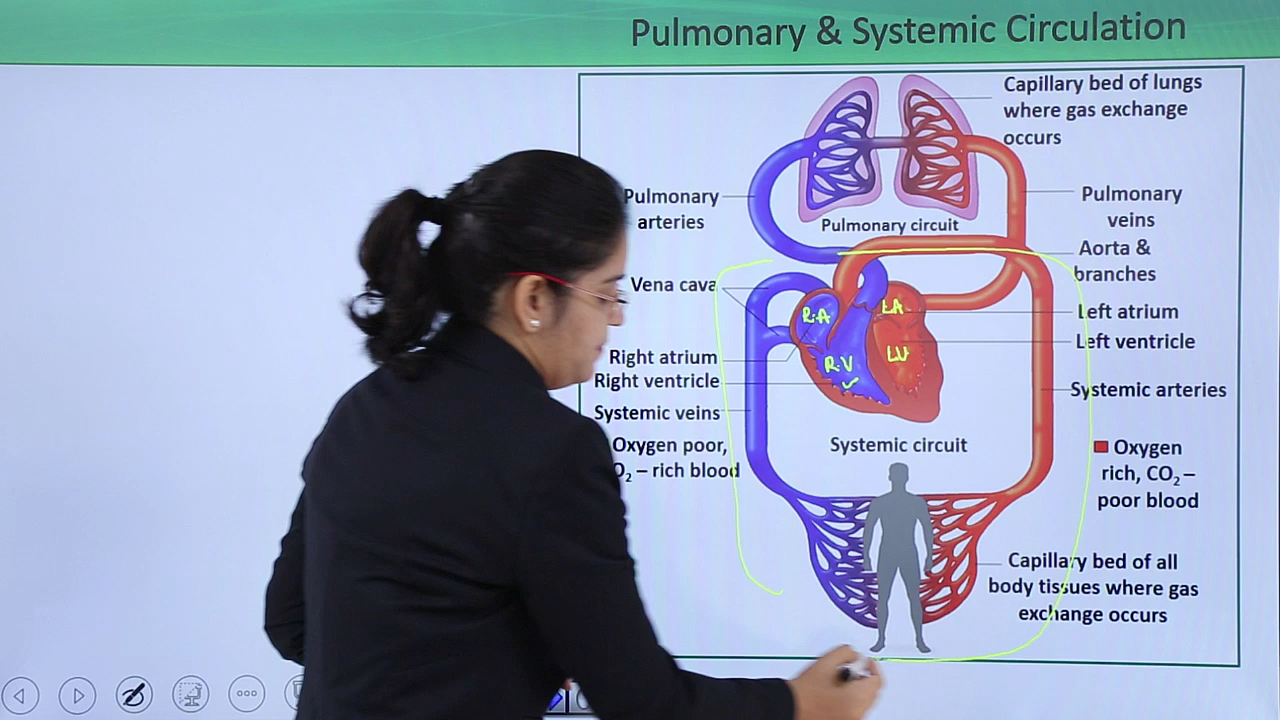 Pulmonary & Systemic Circulation
Capillary bed of lungs
where gas exchange
occurs
Pulmonary
arteries
Pulmonary circuit
Pulmonary
veins
Aorta &
branches
Vena cava
R.A
LA
Left atrium
Left ventricle
Right atrium
R.V
LV
Right ventricle
Systemic arteries
Systemic veins
Systemic circuit
Oxygen poor,
– rich blood
Oxygen
rich, CO₂ –
poor blood
Capillary bed of all
body tissues where gas
exchange occurs